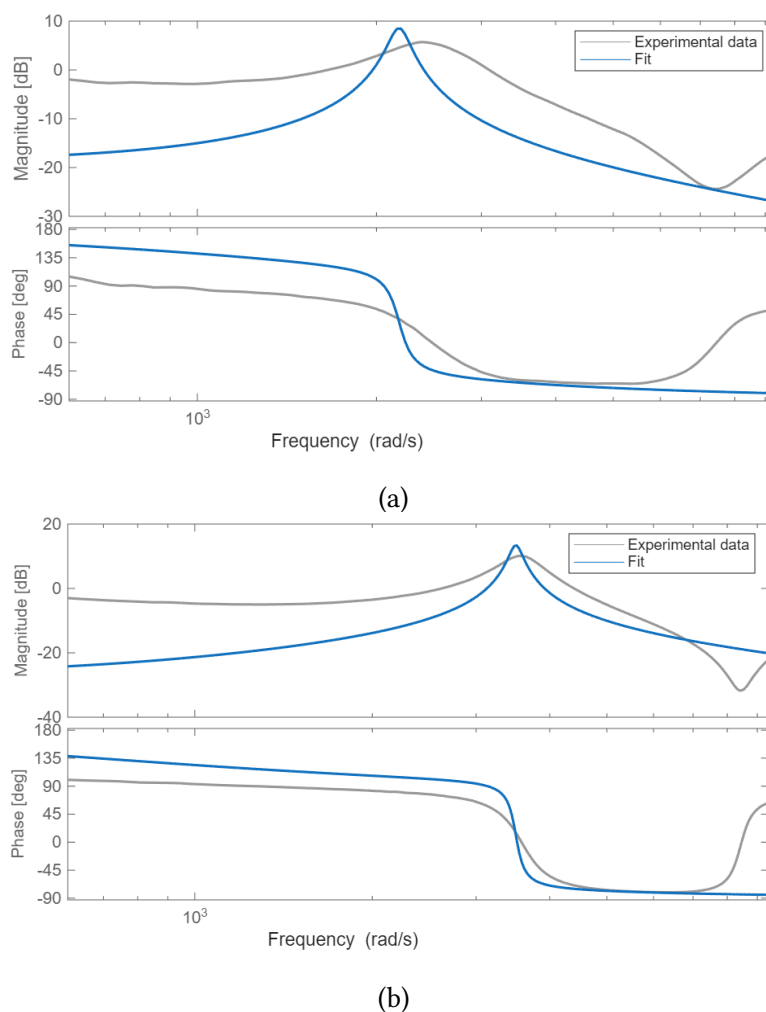 10
0
-10
-20
-30
Magnitude [dB]
Experimental data
Fit
180
135
90
45
0
-45
-90
Phase [deg]
10³
Frequency (rad/s)
(a)
20
0
-20
-40
Magnitude [dB]
Experimental data
Fit
180
135
90
45
0
-45
-90
Phase [deg]
10³
Frequency (rad/s)
(b)